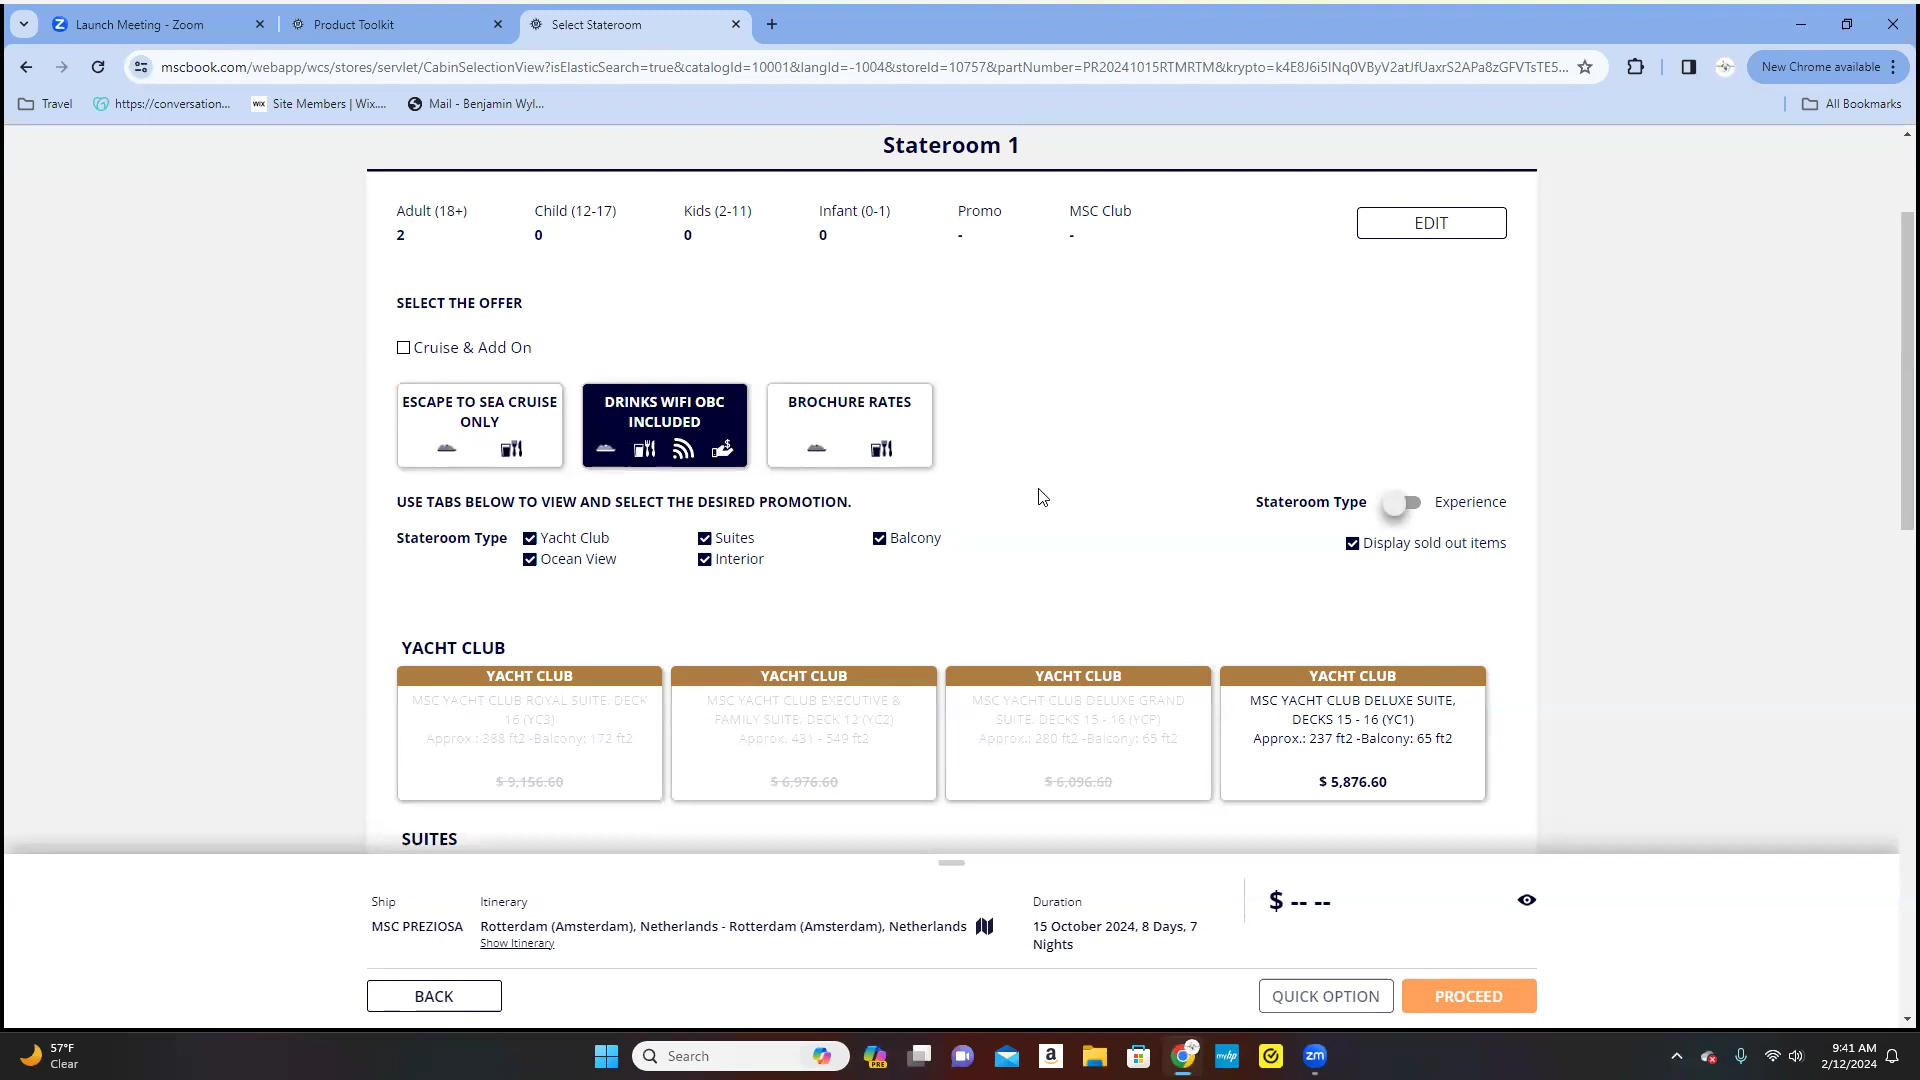 Launch Meeting - Zoom
Product Toolkit
Select Stateroom
mscbook.com/webapp/wcs/stores/servlet/CabinSelectionView?isElasticSearch=true&catalogId=10001&langId=-1004&storeId=10757&partNumber=PR20241015RTMRTM&krypto=k4E8J6i5INq0VByV2atJfUaxrS2APa8zGFVTsTE5...
New Chrome available
Travel
https://conversation...
WIX Site Members | Wix....
Mail - Benjamin Wyl...
All Bookmarks
Stateroom 1
Adult (18+) Child (12-17) Kids (2-11) Infant (0-1) Promo MSC Club
2 0 0 0 - -
EDIT
SELECT THE OFFER
Cruise & Add On
ESCAPE TO SEA CRUISE
ONLY
DRINKS WIFI OBC
INCLUDED
BROCHURE RATES
USE TABS BELOW TO VIEW AND SELECT THE DESIRED PROMOTION.
Stateroom Type Experience
Stateroom Type Yacht Club Suites Balcony
Display sold out items
Ocean View Interior
YACHT CLUB
YACHT CLUB
MSC YACHT CLUB ROYAL SUITE, DECK
16 (YC3)
Approx.: 388 ft2 -Balcony: 172 ft2
$ 9,156.60
YACHT CLUB
MSC YACHT CLUB EXECUTIVE &
FAMILY SUITE, DECK 12 (YC2)
Approx. 431 - 549 ft2
$ 6,976.60
YACHT CLUB
MSC YACHT CLUB DELUXE GRAND
SUITE, DECKS 15 - 16 (YCP)
Approx.: 280 ft2 -Balcony: 65 ft2
$ 6,096.60
YACHT CLUB
MSC YACHT CLUB DELUXE SUITE,
DECKS 15 - 16 (YC1)
Approx.: 237 ft2 -Balcony: 65 ft2
$ 5,876.60
SUITES
Ship
MSC PREZIOSA
Itinerary
Rotterdam (Amsterdam), Netherlands - Rotterdam (Amsterdam), Netherlands
Show Itinerary
Duration
15 October 2024, 8 Days, 7
Nights
$ -- --
BACK
QUICK OPTION
PROCEED
57°F
Clear
Search
PRE
a
myhp
zm
9:41 AM
2/12/2024